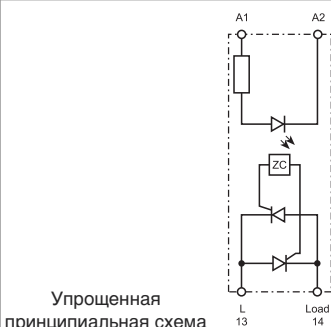 A1 A2
ZC
Упрощенная
принципиальная схема
L Load
13 14